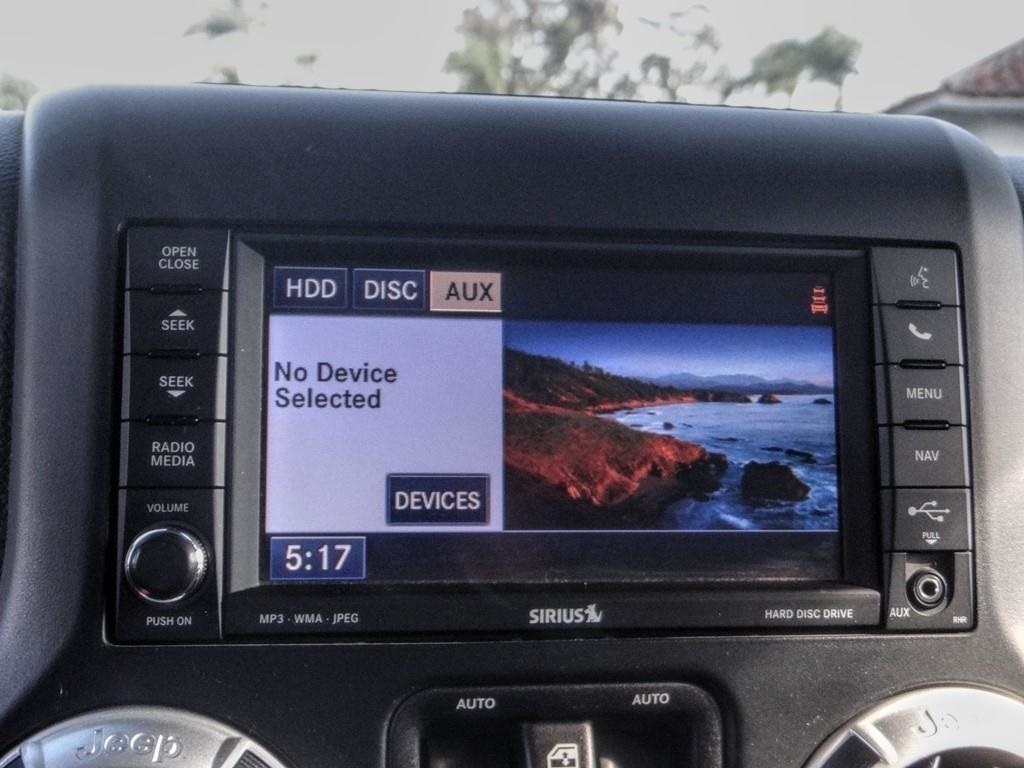 OPEN
CLOSE
SEEK
SEEK
RADIO
MEDIA
VOLUME
PUSH ON
HDD DISC AUX
No Device
Selected
DEVICES
5:17
MP3 · WMA · JPEG
SIRIUS
HARD DISC DRIVE
MENU
NAV
PULL
AUX
RHR
AUTO AUTO
Jeep
Je